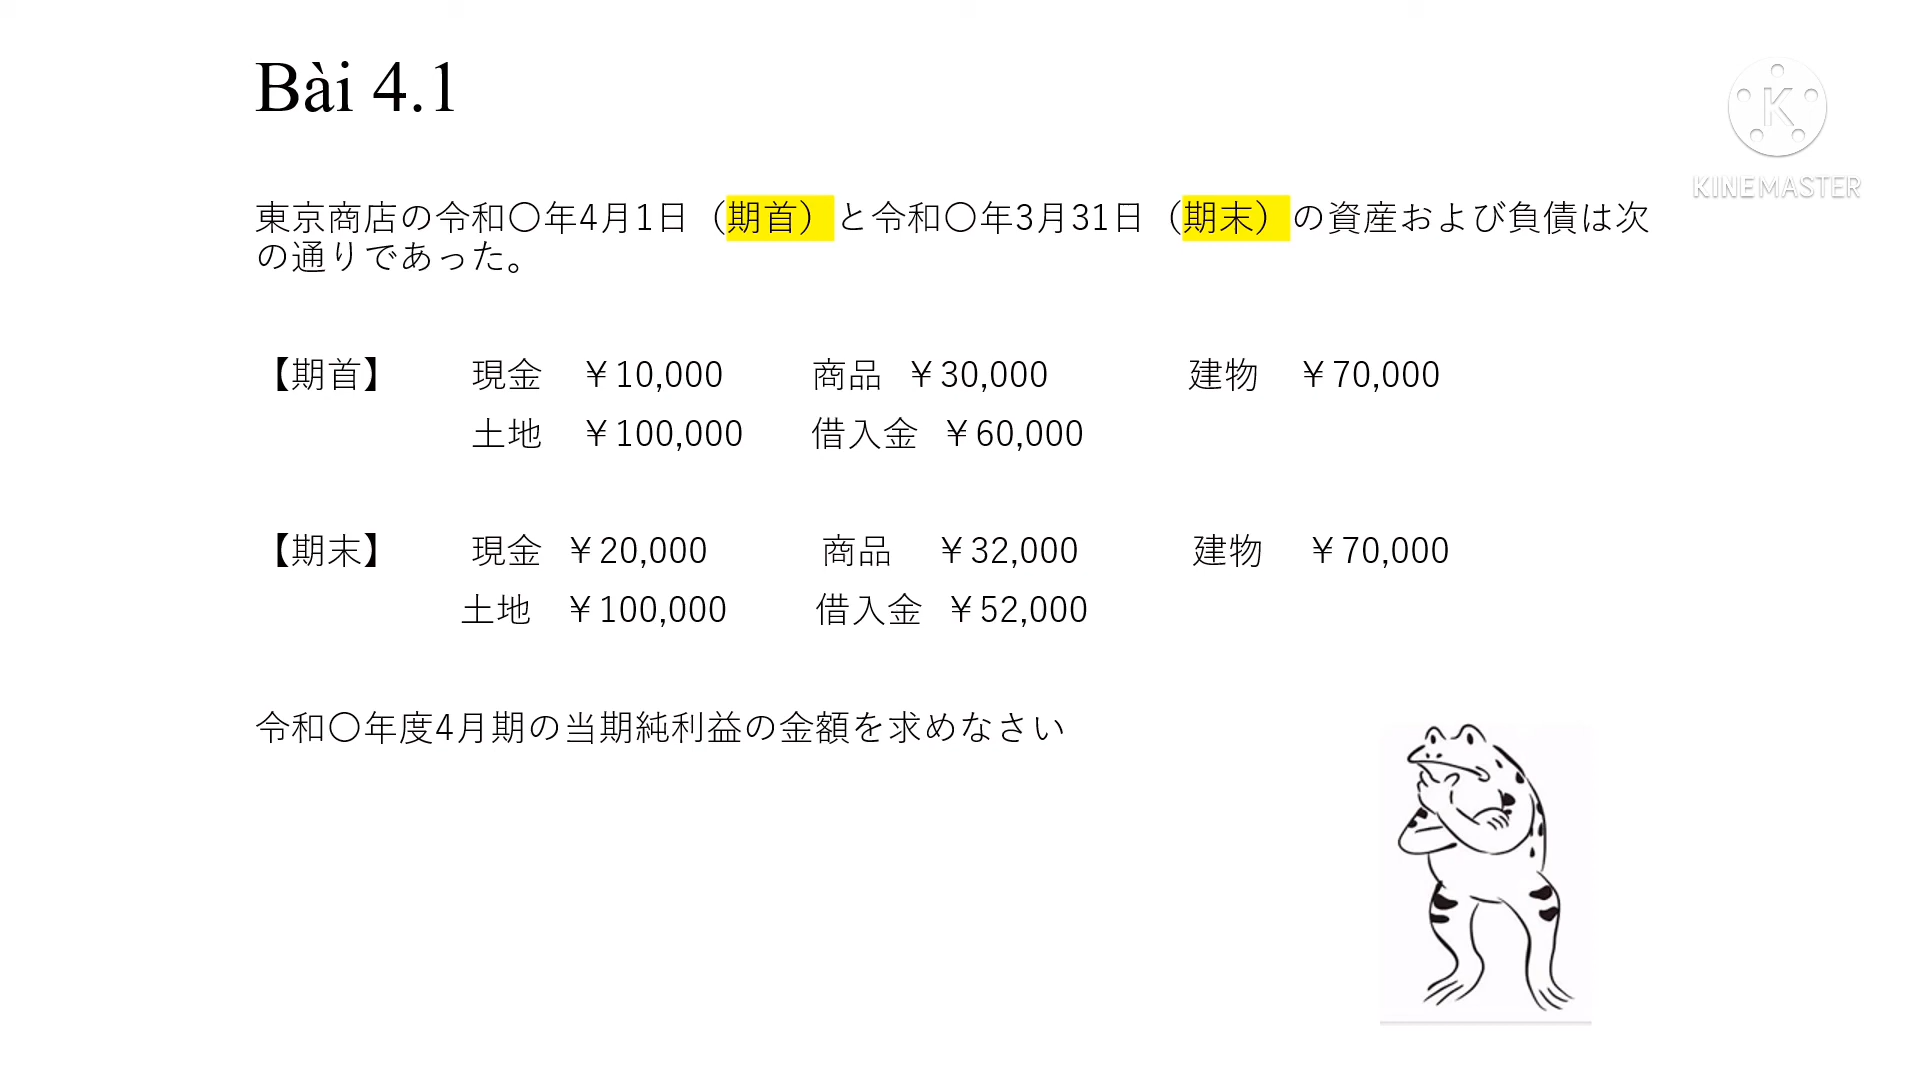 Bài 4.1
K
KINEMASTER
東京商店の令和〇年4月1日（期首）と令和〇年3月31日（期末）の資産および負債は次
の通りであった。
【期首】 現金 ￥10,000 商品 ￥30,000 建物 ￥70,000
土地 ￥100,000 借入金 ￥60,000
【期末】 現金 ￥20,000 商品 ￥32,000 建物 ￥70,000
土地 ￥100,000 借入金 ￥52,000
令和〇年度4月期の当期純利益の金額を求めなさい